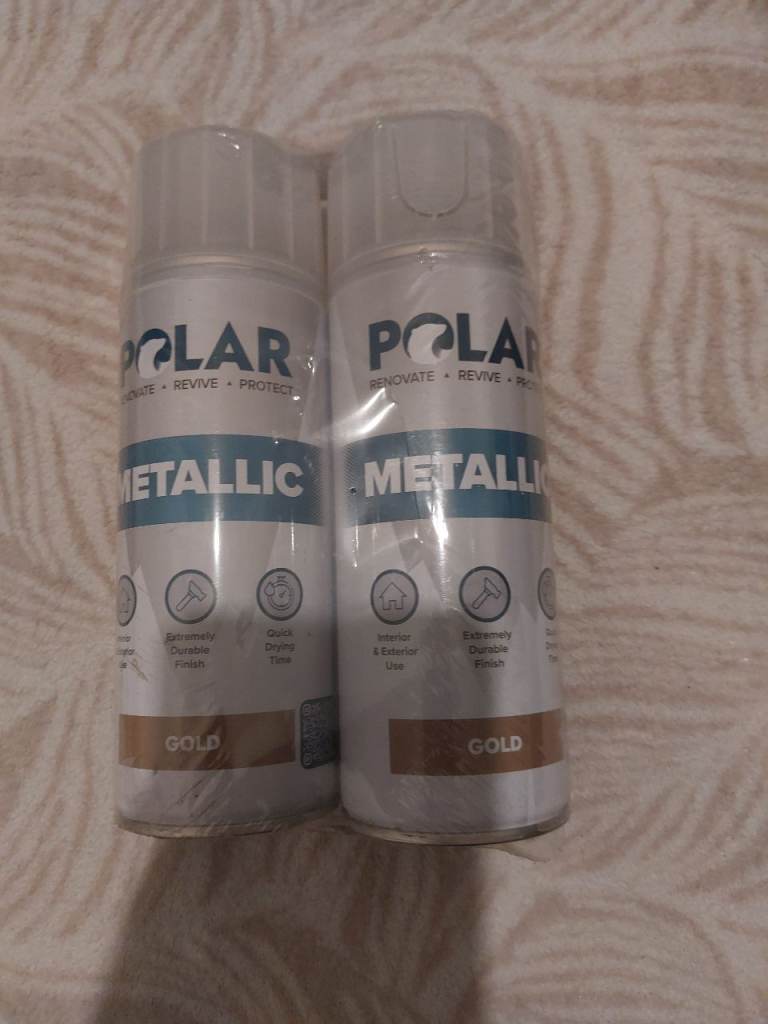 POLAR
RENOVATE ▲ REVIVE ▲ PROTECT
METALLIC
Extremely
Durable
Finish
Quick
Drying
Time
GOLD
POLAR
RENOVATE ▲ REVIVE ▲
METALLIC
Interior
& Exterior
Use
Extremely
Durable
Finish
GOLD